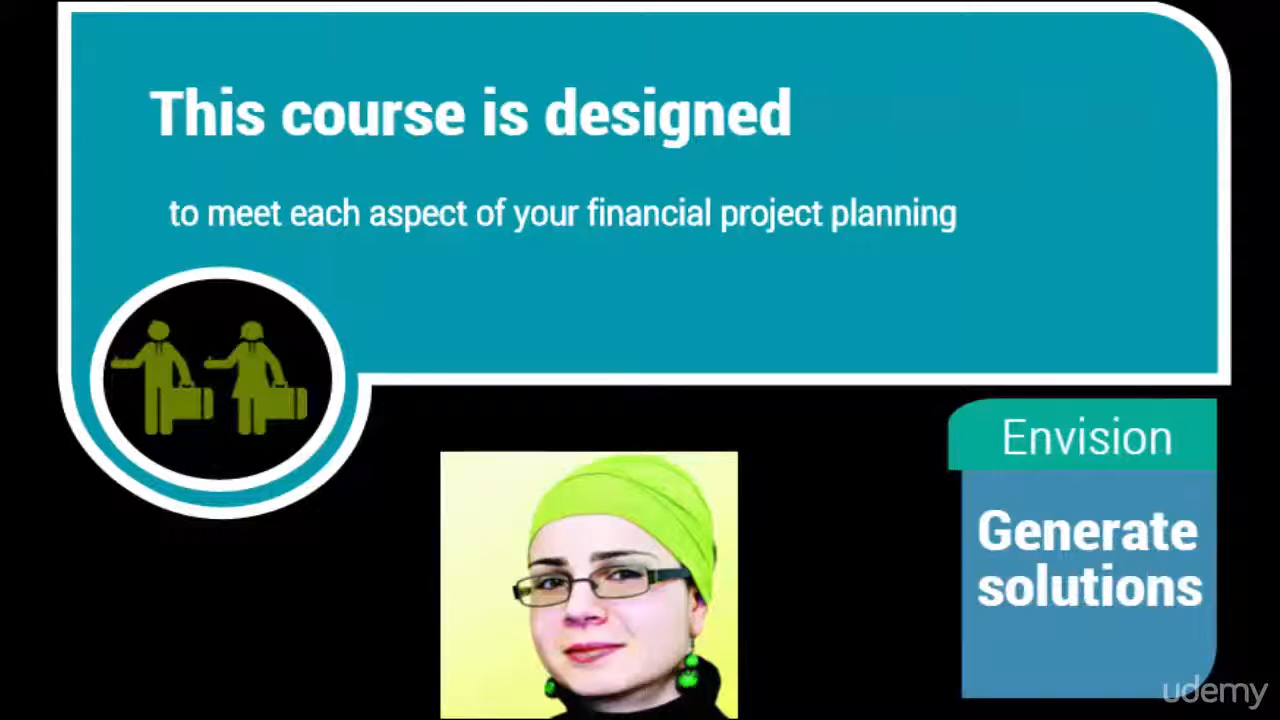 This course is designed
to meet each aspect of your financial project planning
Envision
Generate
solutions
udemy